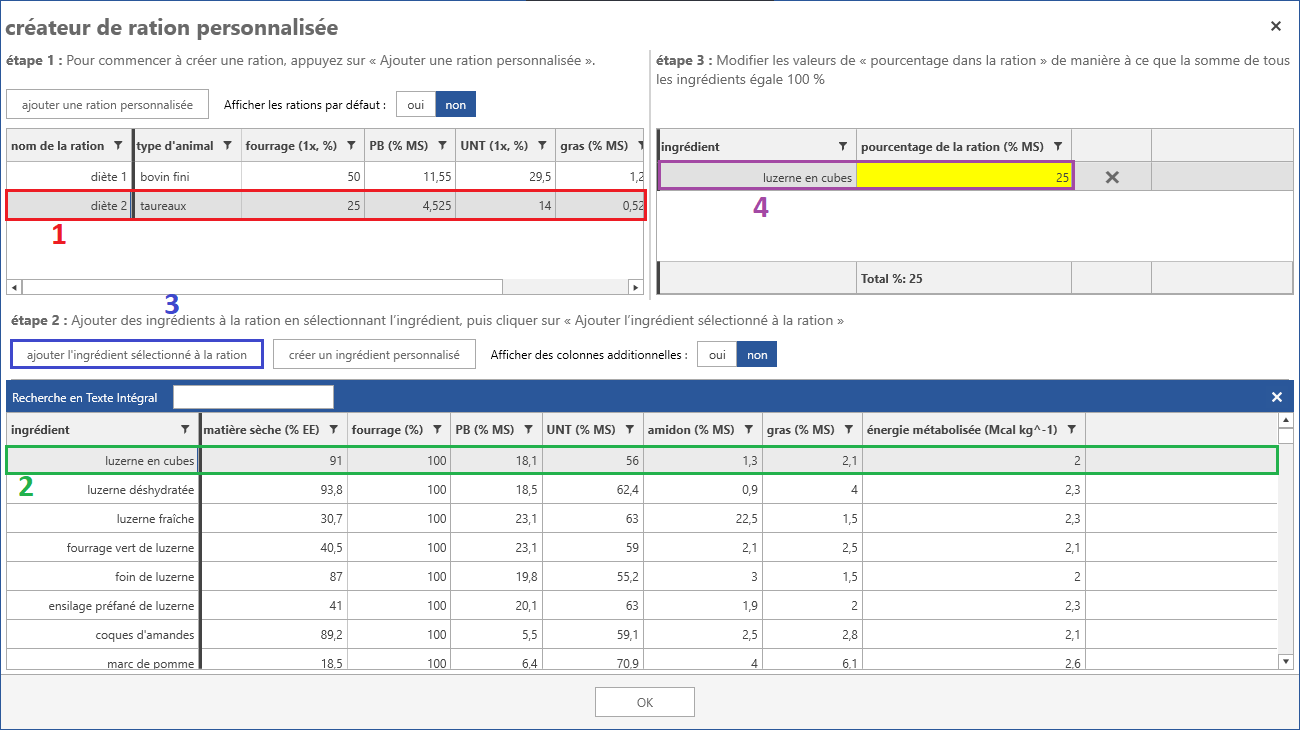 créateur de ration personnalisée
étape 1 : Pour commencer à créer une ration, appuyez sur « Ajouter une ration personnalisée ».
ajouter une ration personnalisée Afficher les rations par défaut : oui non
nom de la ration type d'animal fourrage (1x, %) PB (% MS) UNT (1x, %) gras (% MS)
diète 1 bovin fini 50 11,55 29,5 1,2
diète 2 taureaux 25 4,525 14 0,52
1
étape 3 : Modifier les valeurs de « pourcentage dans la ration » de manière à ce que la somme de tous
les ingrédients égale 100 %
ingrédient pourcentage de la ration (% MS)
luzerne en cubes 25
4
Total %: 25
3
étape 2 : Ajouter des ingrédients à la ration en sélectionnant l'ingrédient, puis cliquer sur « Ajouter l'ingrédient sélectionné à la ration »
ajouter l'ingrédient sélectionné à la ration créer un ingrédient personnalisé Afficher des colonnes additionnelles : oui non
Recherche en Texte Intégral
ingrédient matière sèche (% EE) fourrage (%) PB (% MS) UNT (% MS) amidon (% MS) gras (% MS) énergie métabolisée (Mcal kg^-1)
luzerne en cubes 91 100 18,1 56 1,3 2,1 2
2
luzerne déshydratée 93,8 100 18,5 62,4 0,9 4 2,3
luzerne fraîche 30,7 100 23,1 63 22,5 1,5 2,3
fourrage vert de luzerne 40,5 100 23,1 59 2,1 2,5 2,1
foin de luzerne 87 100 19,8 55,2 3 1,5 2
ensilage préfané de luzerne 41 100 20,1 63 1,9 2 2,3
coques d'amandes 89,2 100 5,5 59,1 2,5 2,8 2,1
marc de pomme 18,5 100 6,4 70,9 4 6,1 2,6
OK